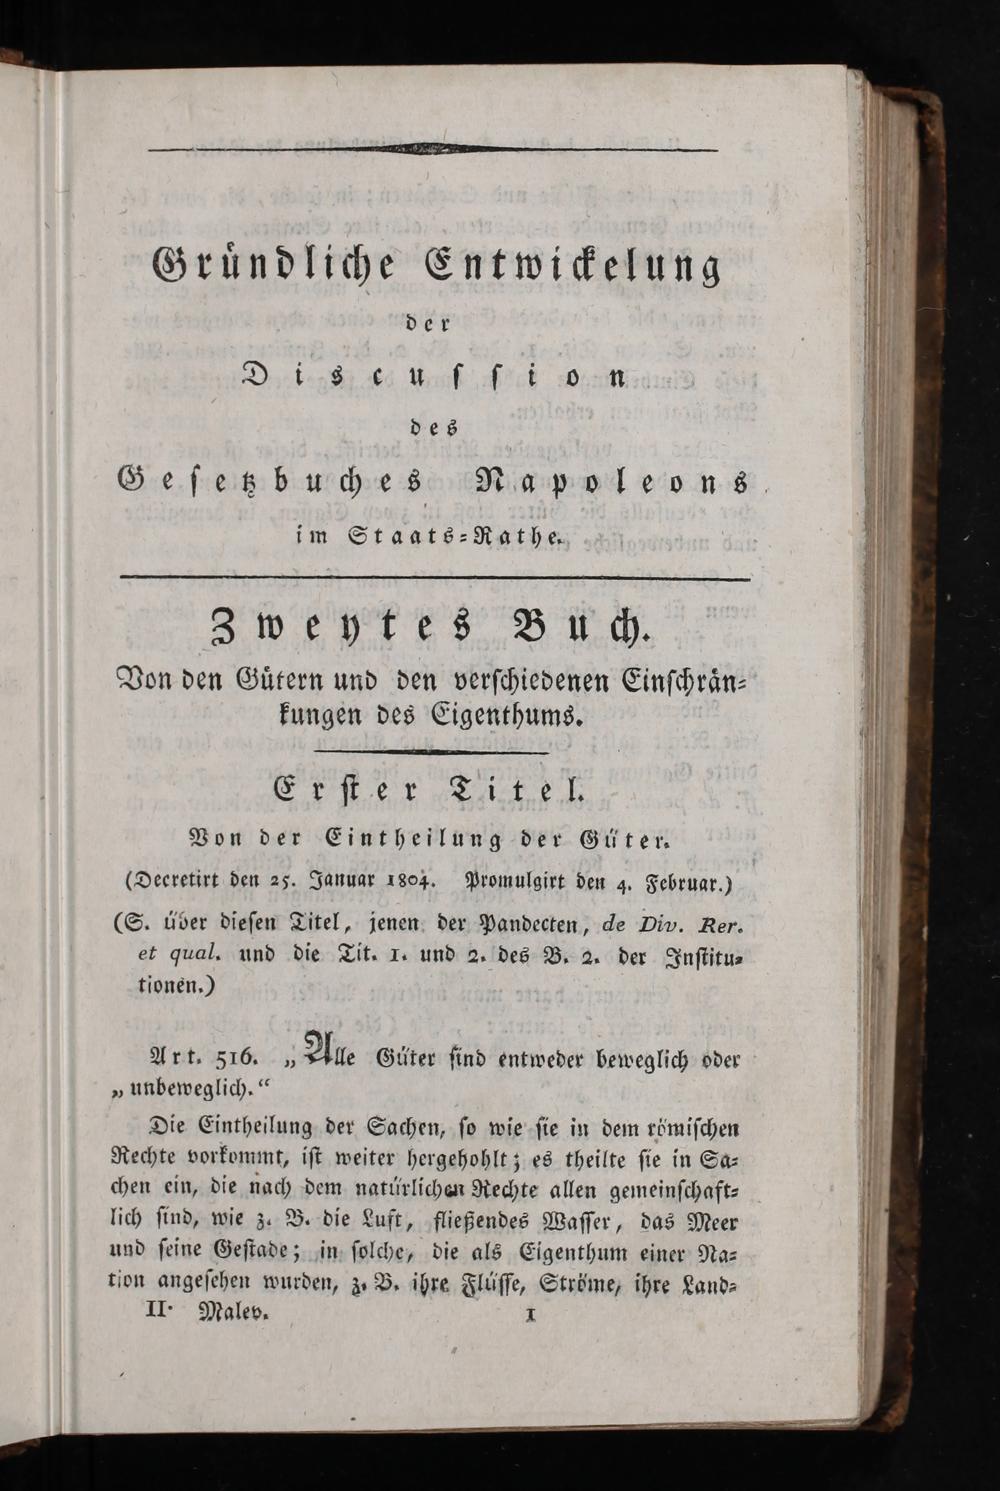 Gründliche Entwickelung
der
Discussion
des
Gesetzbuches Napoleons
im Staats-Rathe.
Zweytes Buch.
Von den Gütern und den verschiedenen Einschrän-
kungen des Eigenthums.
Erster Titel.
Von der Eintheilung der Güter.
(Decretirt den 25. Januar 1804. Promulgirt den 4. Februar.)
(S. über diesen Titel, jenen der Pandecten, de Div. Rer.
et qual. und die Tit. 1. und 2. des B. 2. der Institu-
tionen.)
Art. 516. „Alle Güter sind entweder beweglich oder
„unbeweglich.“
Die Eintheilung der Sachen, so wie sie in dem römischen
Rechte vorkommt, ist weiter hergehohlt; es theilte sie in Sa-
chen ein, die nach dem natürlichen Rechte allen gemeinschaft-
lich sind, wie z. B. die Luft, fließendes Wasser, das Meer
und seine Gestade; in solche, die als Eigenthum einer Na-
tion angesehen wurden, z. B. ihre Flüsse, Ströme, ihre Land-
II. Malev. 1